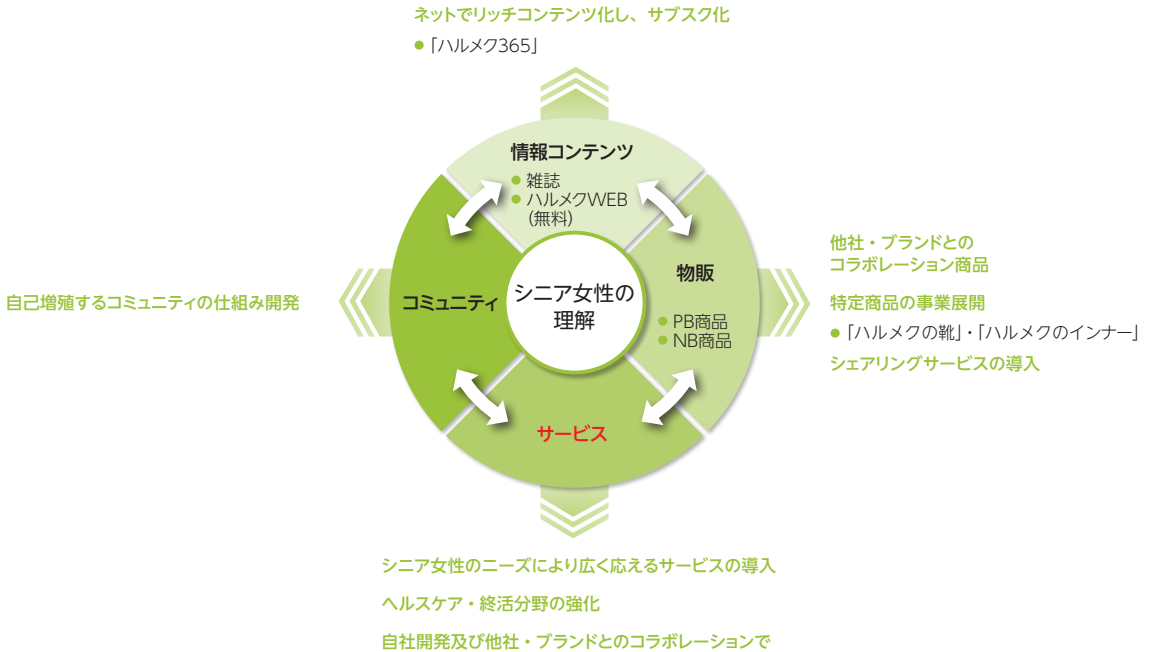 ネットでリッチコンテンツ化し、サブスク化
● 「ハルメク365」
情報コンテンツ
● 雑誌
● ハルメクWEB
(無料)
物販
● PB商品
● NB商品
コミュニティ
シニア女性の
理解
サービス
自己増殖するコミュニティの仕組み開発
他社・ブランドとの
コラボレーション商品
特定商品の事業展開
● 「ハルメクの靴」・「ハルメクのインナー」
シェアリングサービスの導入
シニア女性のニーズにより広く応えるサービスの導入
ヘルスケア・終活分野の強化
自社開発及び他社・ブランドとのコラボレーションで